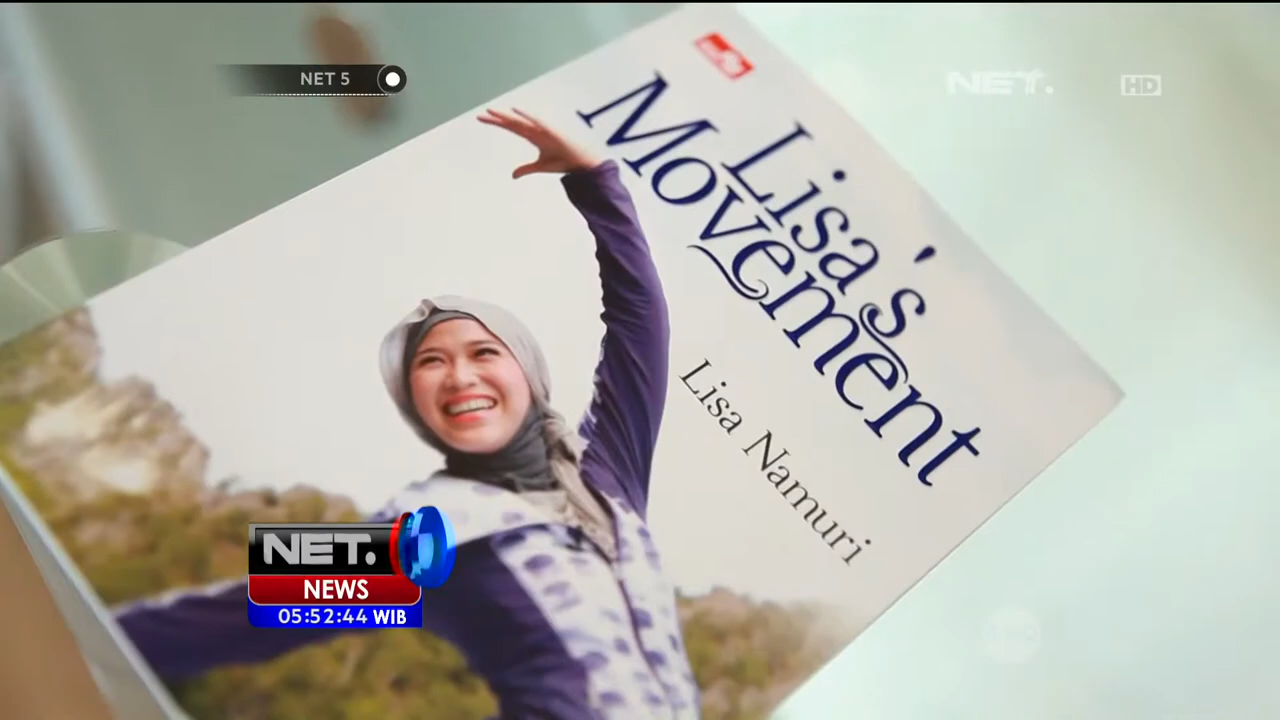 NET 5
NET.
HD
Lisa's
Movement
Lisa Namuri
NET.
NEWS
05:52:44 WIB